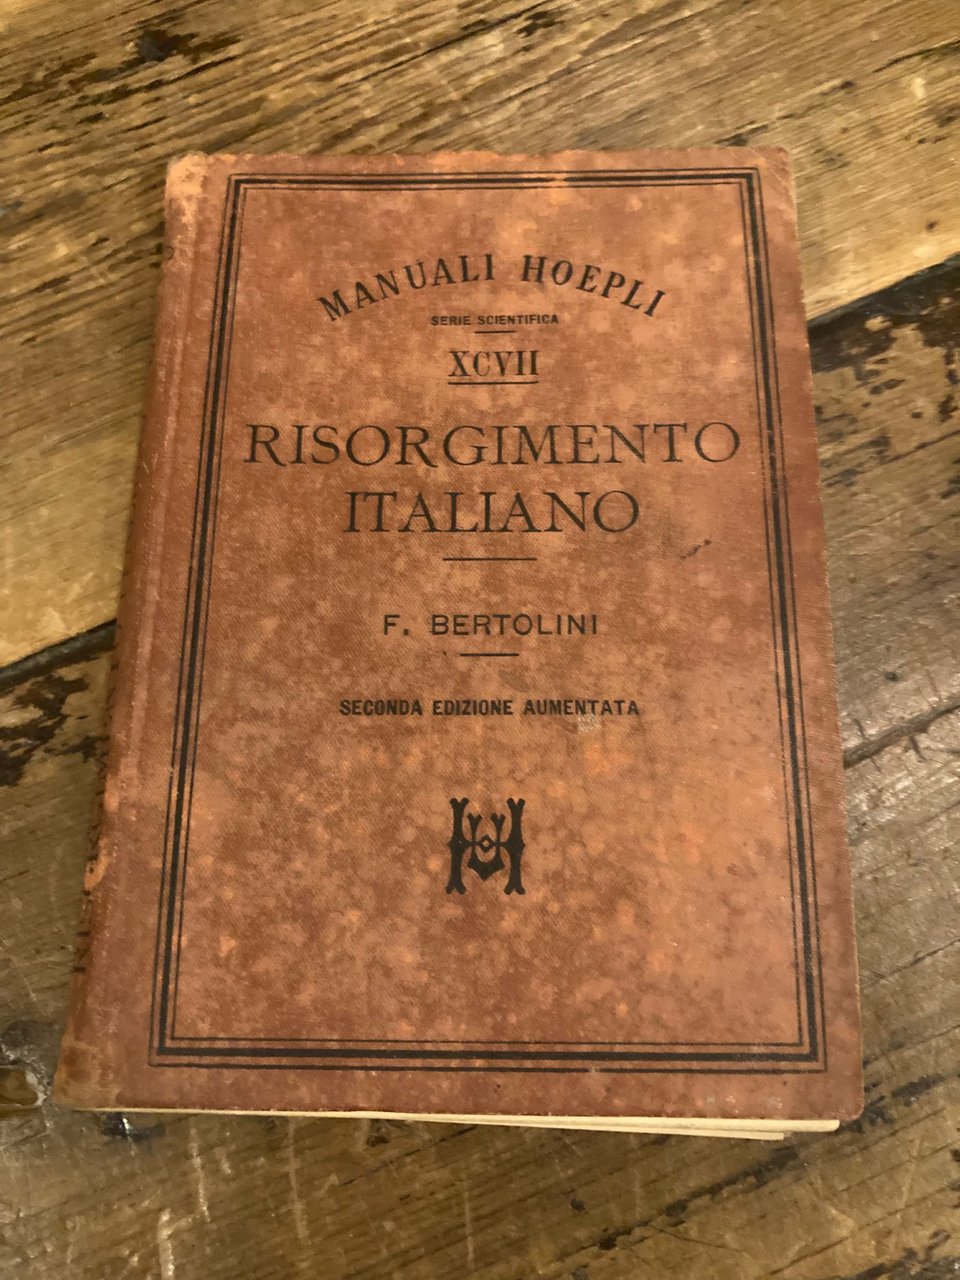 MANUALI HOEPLI
SERIE SCIENTIFICA
XCVII
RISORGIMENTO
ITALIANO
F. BERTOLINI
SECONDA EDIZIONE AUMENTATA